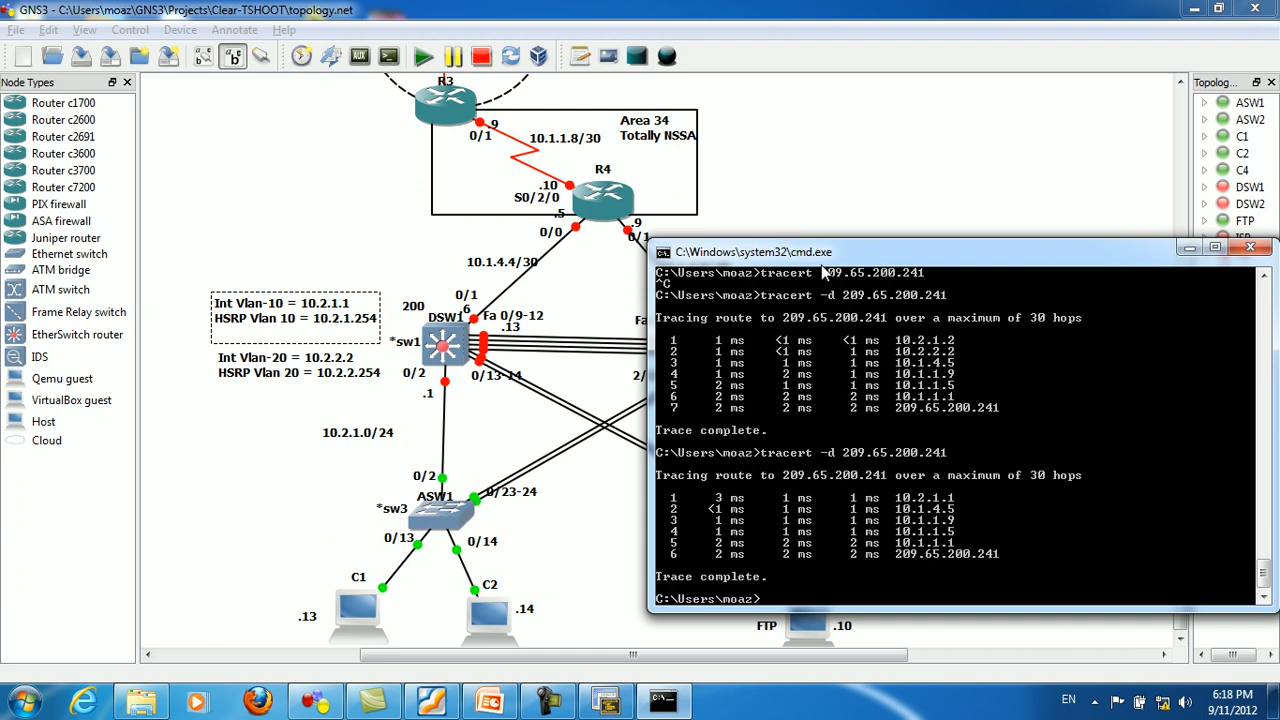 GNS3 - C:\Users\moaz\GNS3\Projects\Clear-TSHOOT\topology.net
File Edit View Control Device Annotate Help
Node Types
Router c1700
Router c2600
Router c2691
Router c3600
Router c3700
Router c7200
PIX firewall
ASA firewall
Juniper router
Ethernet switch
ATM bridge
ATM switch
Frame Relay switch
EtherSwitch router
IDS
Qemu guest
VirtualBox guest
Host
Cloud
R3
.9
0/1
10.1.1.8/30
Area 34
Totally NSSA
R4
.10
S0/2/0
.5
.9
0/0
0/1
10.1.4.4/30
Int Vlan-10 = 10.2.1.1
HSRP Vlan 10 = 10.2.1.254
Int Vlan-20 = 10.2.2.2
HSRP Vlan 20 = 10.2.2.254
200
0/1
6
DSW1
Fa 0/9-12
.13
*sw1
0/2
0/13-14
2/
.1
10.2.1.0/24
0/2
ASW1
0/23-24
*sw3
0/13
0/14
C1
C2
.13
.14
FTP
.10
C:\Windows\system32\cmd.exe
C:\Users\moaz>tracert 209.65.200.241
^C
C:\Users\moaz>tracert -d 209.65.200.241
Tracing route to 209.65.200.241 over a maximum of 30 hops
1 1 ms <1 ms <1 ms 10.2.1.2
2 1 ms <1 ms 1 ms 10.2.2.2
3 1 ms 1 ms 1 ms 10.1.4.5
4 1 ms 1 ms 1 ms 10.1.1.9
5 2 ms 1 ms 1 ms 10.1.1.5
6 2 ms 2 ms 2 ms 10.1.1.1
7 2 ms 2 ms 2 ms 209.65.200.241
Trace complete.
C:\Users\moaz>tracert -d 209.65.200.241
Tracing route to 209.65.200.241 over a maximum of 30 hops
1 3 ms 1 ms 1 ms 10.2.1.1
2 <1 ms 1 ms 1 ms 10.1.4.5
3 1 ms 1 ms 1 ms 10.1.1.9
4 1 ms 1 ms 1 ms 10.1.1.5
5 2 ms 2 ms 2 ms 10.1.1.1
6 2 ms 2 ms 2 ms 209.65.200.241
Trace complete.
C:\Users\moaz>
Topolog...
ASW1
ASW2
C1
C2
C4
DSW1
DSW2
FTP
EN
6:18 PM
9/11/2012